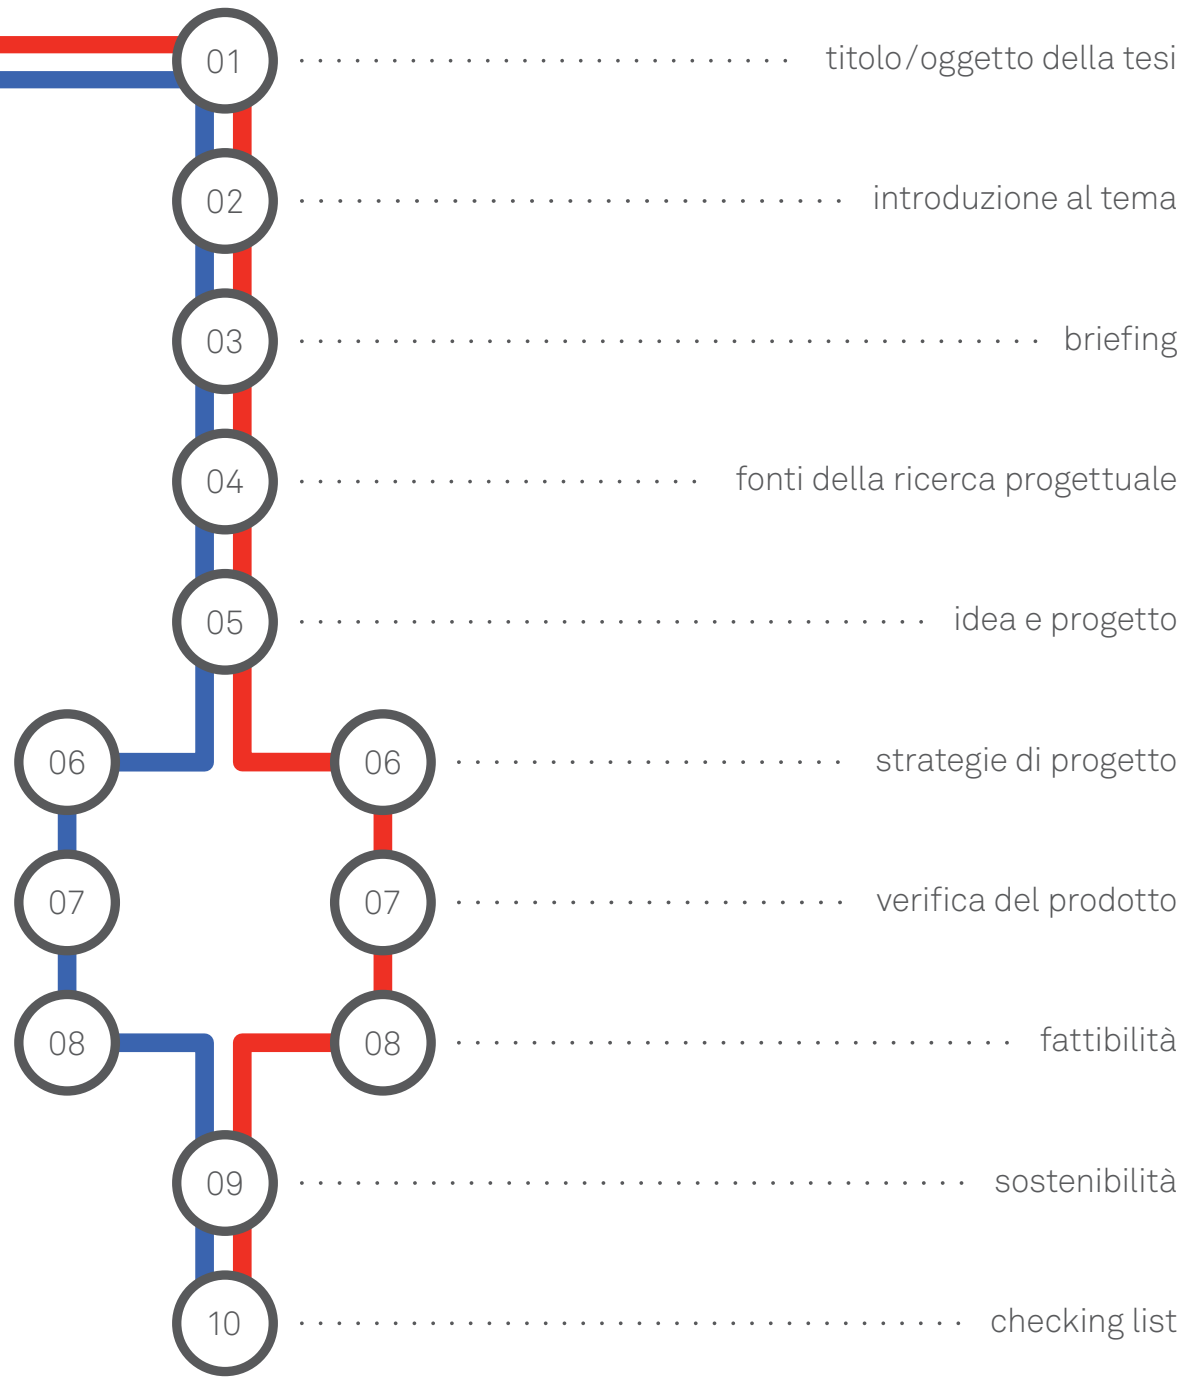 01 titolo/oggetto della tesi
02 introduzione al tema
03 briefing
04 fonti della ricerca progettuale
05 idea e progetto
06 06 strategie di progetto
07 07 verifica del prodotto
08 08 fattibilità
09 sostenibilità
10 checking list